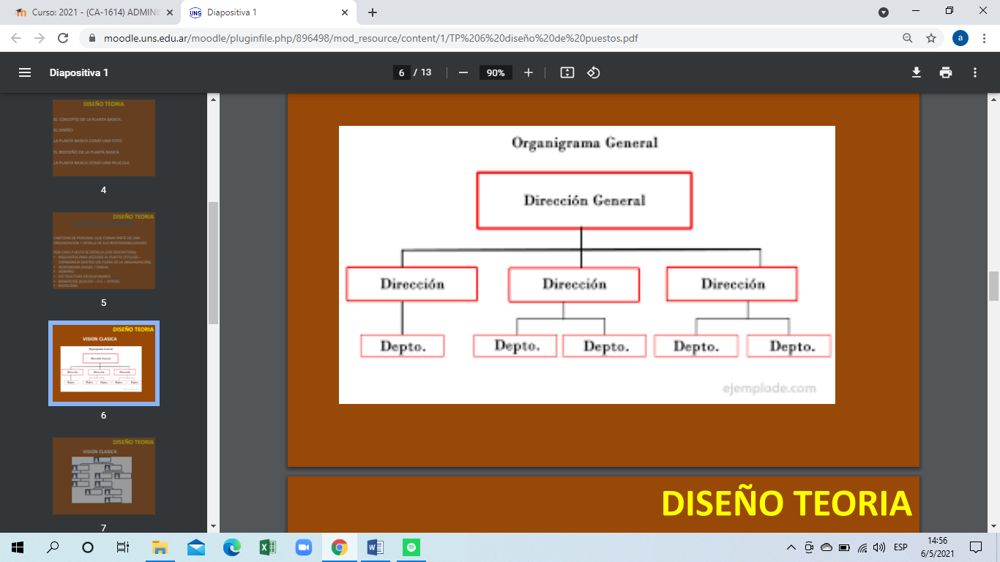 Curso: 2021 - (CA-1614) ADMINIS
Diapositiva 1
moodle.uns.edu.ar/moodle/pluginfile.php/896498/mod_resource/content/1/TP%206%20diseño%20de%20puestos.pdf
a
Diapositiva 1
6 / 13
90%
DISEÑO TEORIA
EL CONCEPTO DE LA PLANTA BASICA.
EL DISEÑO
LA PLANTA BASICA COMO UNA FOTO.
EL REDISEÑO DE LA PLANTA BASICA
LA PLANTA BASICA COMO UNA PELICULA
4
DISEÑO TEORIA
CANTIDAD DE PERSONAL QUE FORMA PARTE DE UNA
ORGANIZACIÓN Y DETALLE DE SUS RESPONSABILIDADES.
POR CADA PUESTO SE DETALLA (JOB DESCRIPTION)
• REQUISITOS PARA ACCEDER AL PUESTO (TITULOS –
EXPERIENCIA DENTRO Y/O FUERA DE LA ORGANIZACIÓN)
• RESPONSABILIDADES / TAREAS
• HORARIO
• ESTRUCTURA ESCALAFONARIA
• BENEFICIOS (SUELDO – O.S. – OTROS)
5
DISEÑO TEORIA
VISION CLASICA
Organigrama General
Dirección General
Dirección Dirección Dirección
Depto. Depto. Depto. Depto. Depto.
6
DISEÑO TEORIA
VISION CLASICA
7
Organigrama General
Dirección General
Dirección Dirección Dirección
Depto. Depto. Depto. Depto. Depto.
ejemplode.com
DISEÑO TEORIA
ESP
14:56
6/5/2021